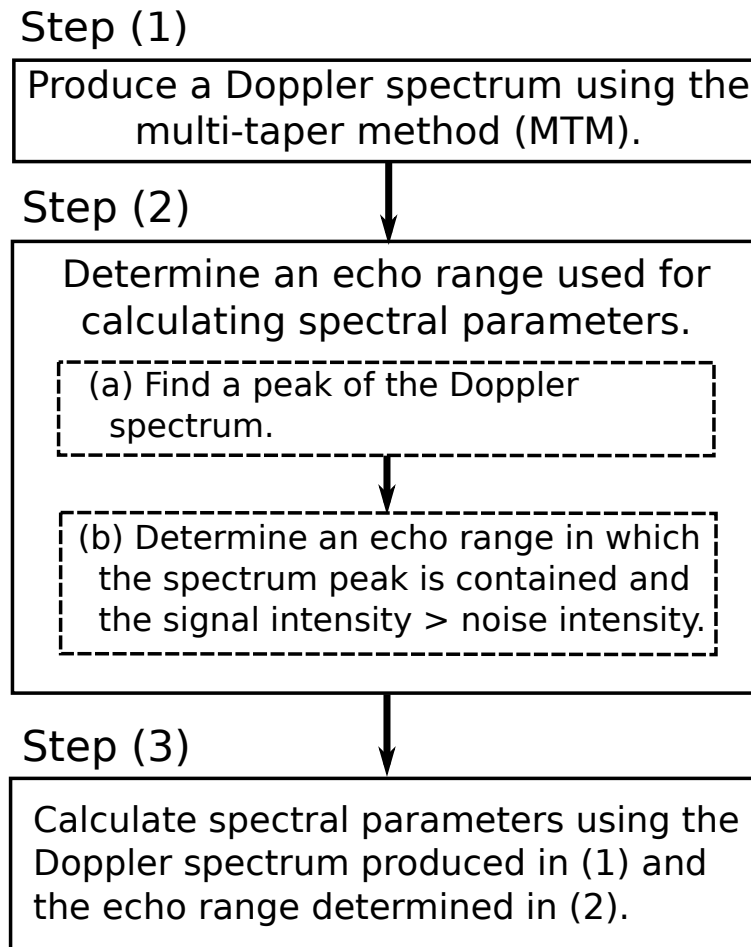 Step (1)
Produce a Doppler spectrum using the
multi-taper method (MTM).
Step (2)
Determine an echo range used for
calculating spectral parameters.
(a) Find a peak of the Doppler
spectrum.
(b) Determine an echo range in which
the spectrum peak is contained and
the signal intensity > noise intensity.
Step (3)
Calculate spectral parameters using the
Doppler spectrum produced in (1) and
the echo range determined in (2).